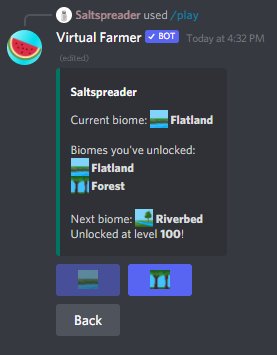 Saltspreader used /play
Virtual Farmer ✓ BOT Today at 4:32 PM
(edited)
Saltspreader
Current biome: Flatland
Biomes you've unlocked:
Flatland
Forest
Next biome: Riverbed
Unlocked at level 100!
Back